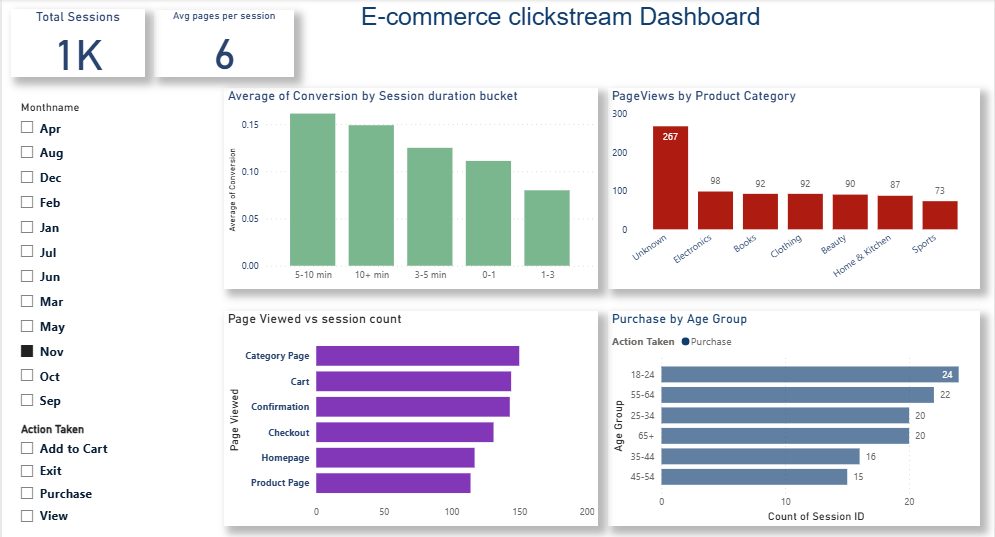 E-commerce clickstream Dashboard
Total Sessions
1K
Avg pages per session
6
Monthname
Apr
Aug
Dec
Feb
Jan
Jul
Jun
Mar
May
Nov
Oct
Sep
Action Taken
Add to Cart
Exit
Purchase
View
Average of Conversion by Session duration bucket
Average of Conversion
0.15
0.10
0.05
0.00
5-10 min
10+ min
3-5 min
0-1
1-3
PageViews by Product Category
300
200
100
0
267
98
92
92
90
87
73
Unknown
Electronics
Books
Clothing
Beauty
Home & Kitchen
Sports
Page Viewed vs session count
Page Viewed
Category Page
Cart
Confirmation
Checkout
Homepage
Product Page
0
50
100
150
200
Purchase by Age Group
Action Taken Purchase
Age Group
18-24 24
55-64 22
25-34 20
65+ 20
35-44 16
45-54 15
0
10
20
Count of Session ID